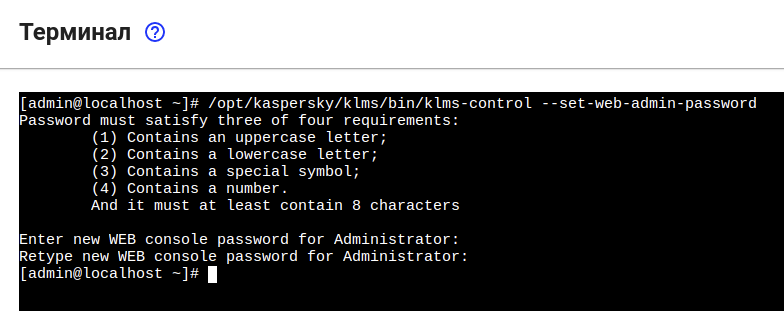 Терминал ?
[admin@localhost ~]# /opt/kaspersky/klms/bin/klms-control --set-web-admin-password
Password must satisfy three of four requirements:
(1) Contains an uppercase letter;
(2) Contains a lowercase letter;
(3) Contains a special symbol;
(4) Contains a number.
And it must at least contain 8 characters
Enter new WEB console password for Administrator:
Retype new WEB console password for Administrator:
[admin@localhost ~]#